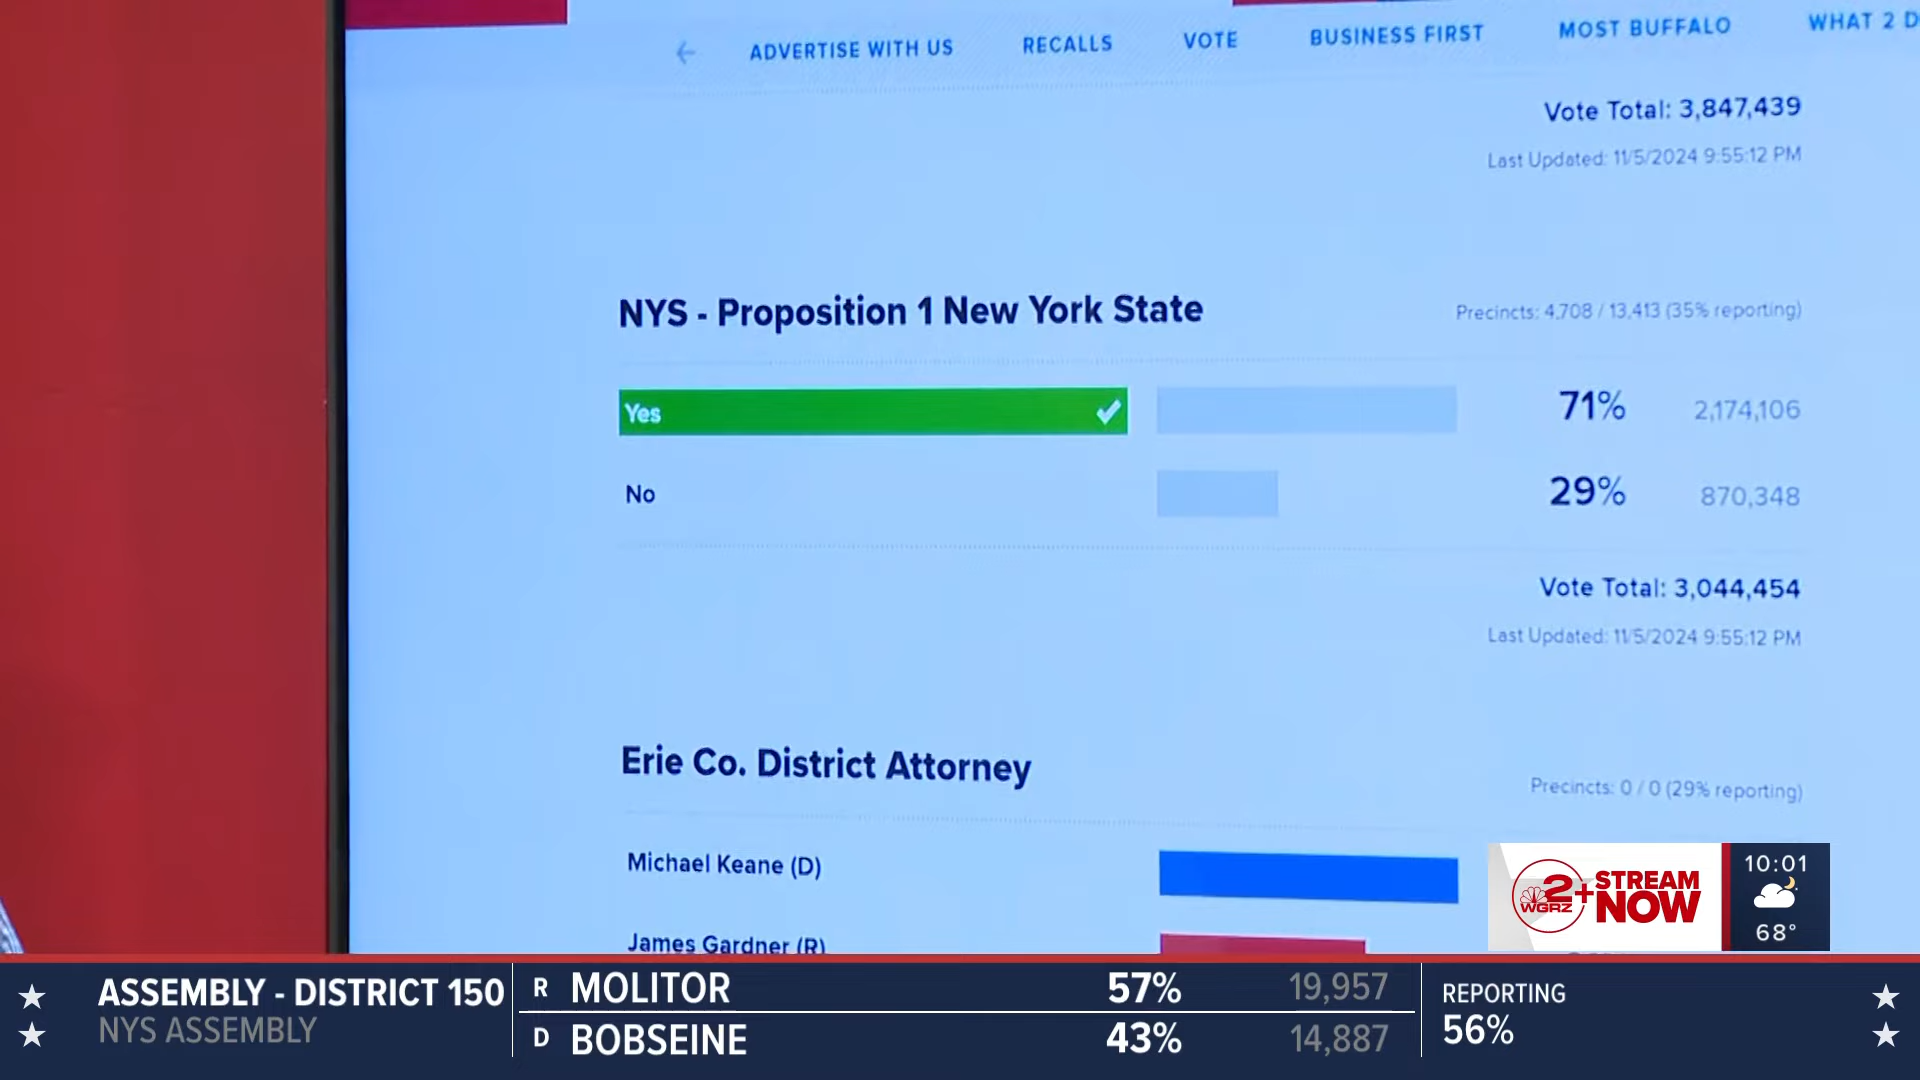 ADVERTISE WITH US RECALLS VOTE BUSINESS FIRST MOST BUFFALO WHAT 2 D
Vote Total: 3,847,439
Last Updated: 11/5/2024 9:55:12 PM
NYS - Proposition 1 New York State Precincts: 4,708 / 13,413 (35% reporting)
Yes 71% 2,174,106
No 29% 870,348
Vote Total: 3,044,454
Last Updated: 11/5/2024 9:55:12 PM
Erie Co. District Attorney Precincts: 0 / 0 (29% reporting)
Michael Keane (D)
James Gardner (R)
2+ WGRZ STREAM NOW
10:01
68°
ASSEMBLY - DISTRICT 150
NYS ASSEMBLY
R MOLITOR 57% 19,957
D BOBSEINE 43% 14,887
REPORTING
56%